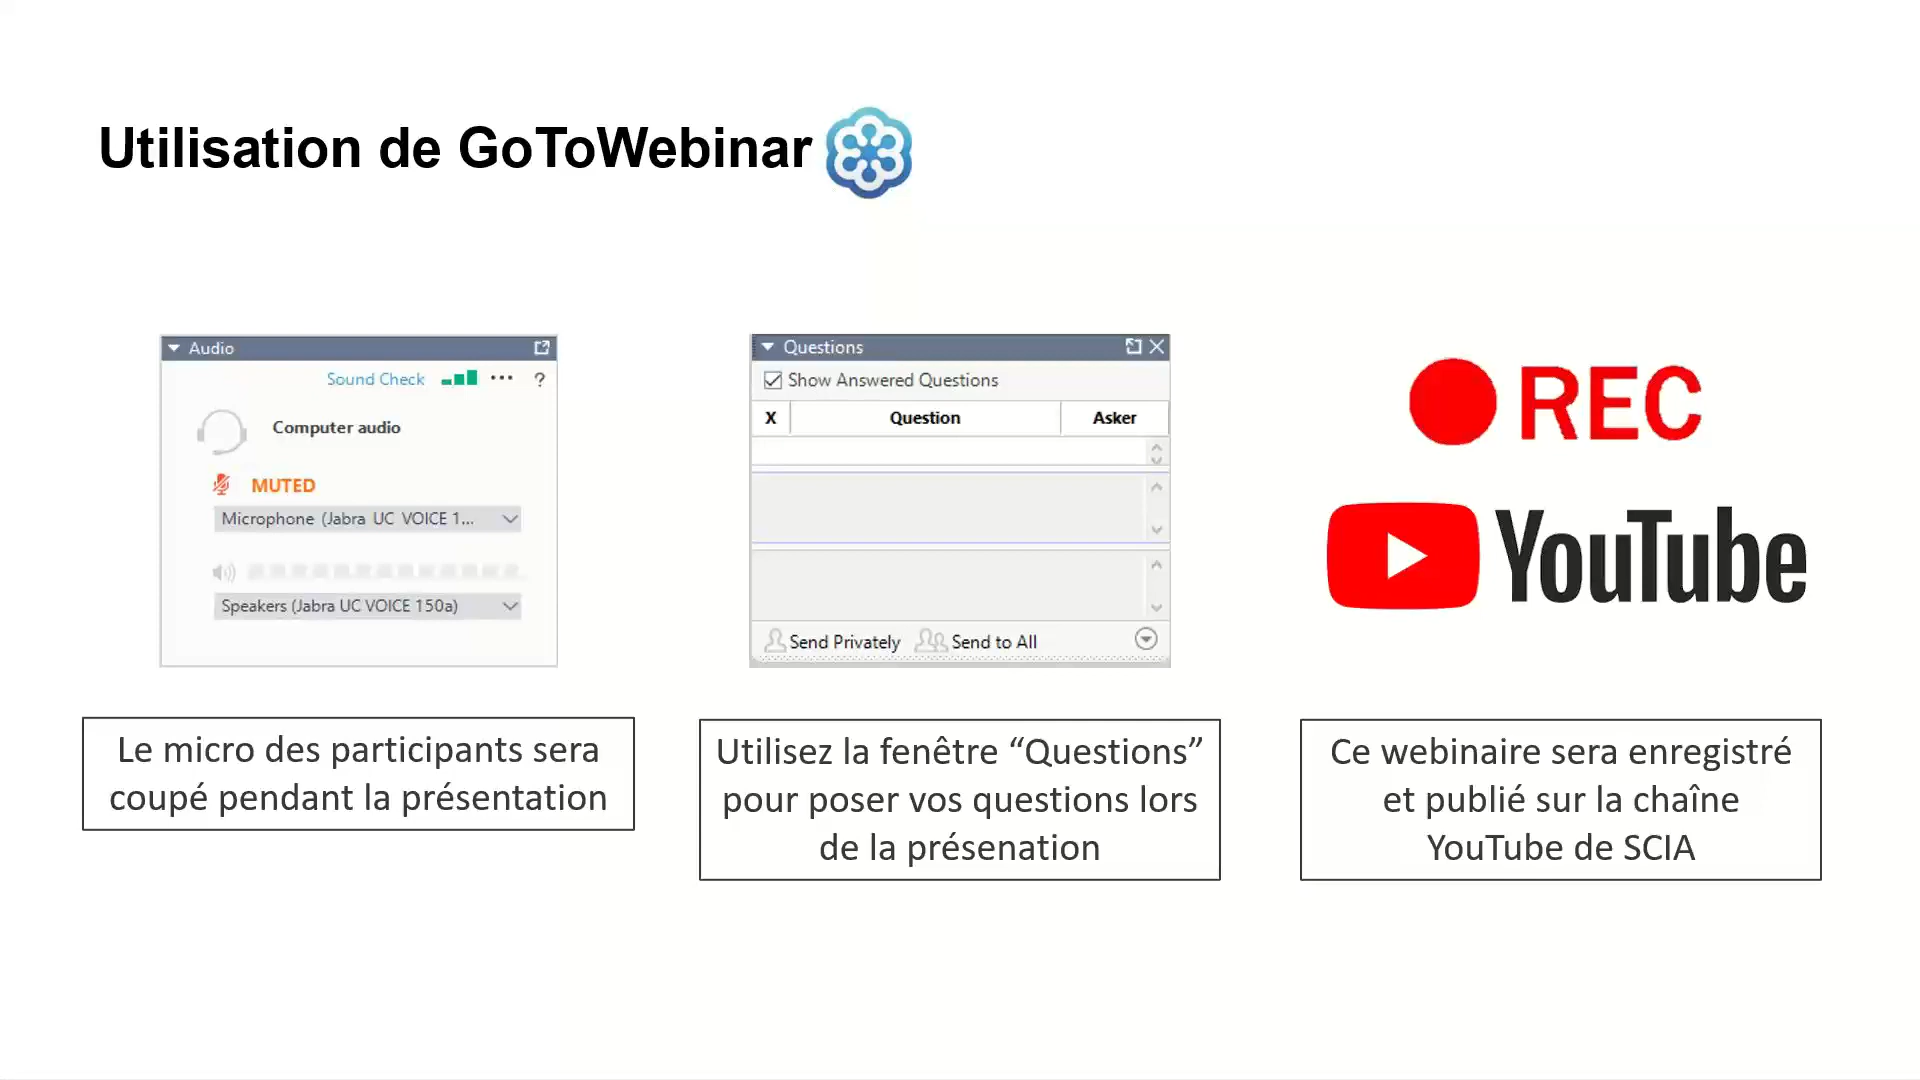 Utilisation de GoToWebinar
Audio
Sound Check ... ?
Computer audio
MUTED
Microphone (Jabra UC VOICE 1...
Speakers (Jabra UC VOICE 150a)
Questions
Show Answered Questions
X Question Asker
Send Privately Send to All
REC
YouTube
Le micro des participants sera
coupé pendant la présentation
Utilisez la fenêtre “Questions”
pour poser vos questions lors
de la présenation
Ce webinaire sera enregistré
et publié sur la chaîne
YouTube de SCIA